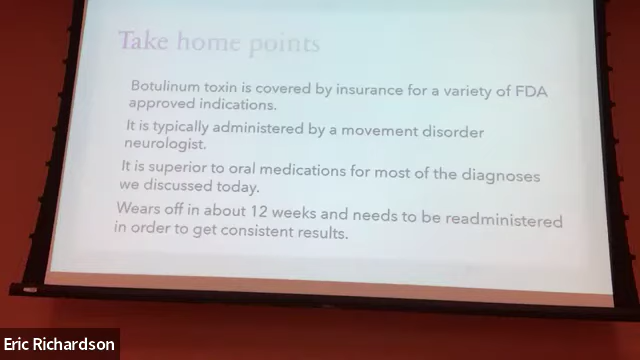 Take home points
Botulinum toxin is covered by insurance for a variety of FDA
approved indications.
It is typically administered by a movement disorder
neurologist.
It is superior to oral medications for most of the diagnoses
we discussed today.
Wears off in about 12 weeks and needs to be readministered
in order to get consistent results.
Eric Richardson